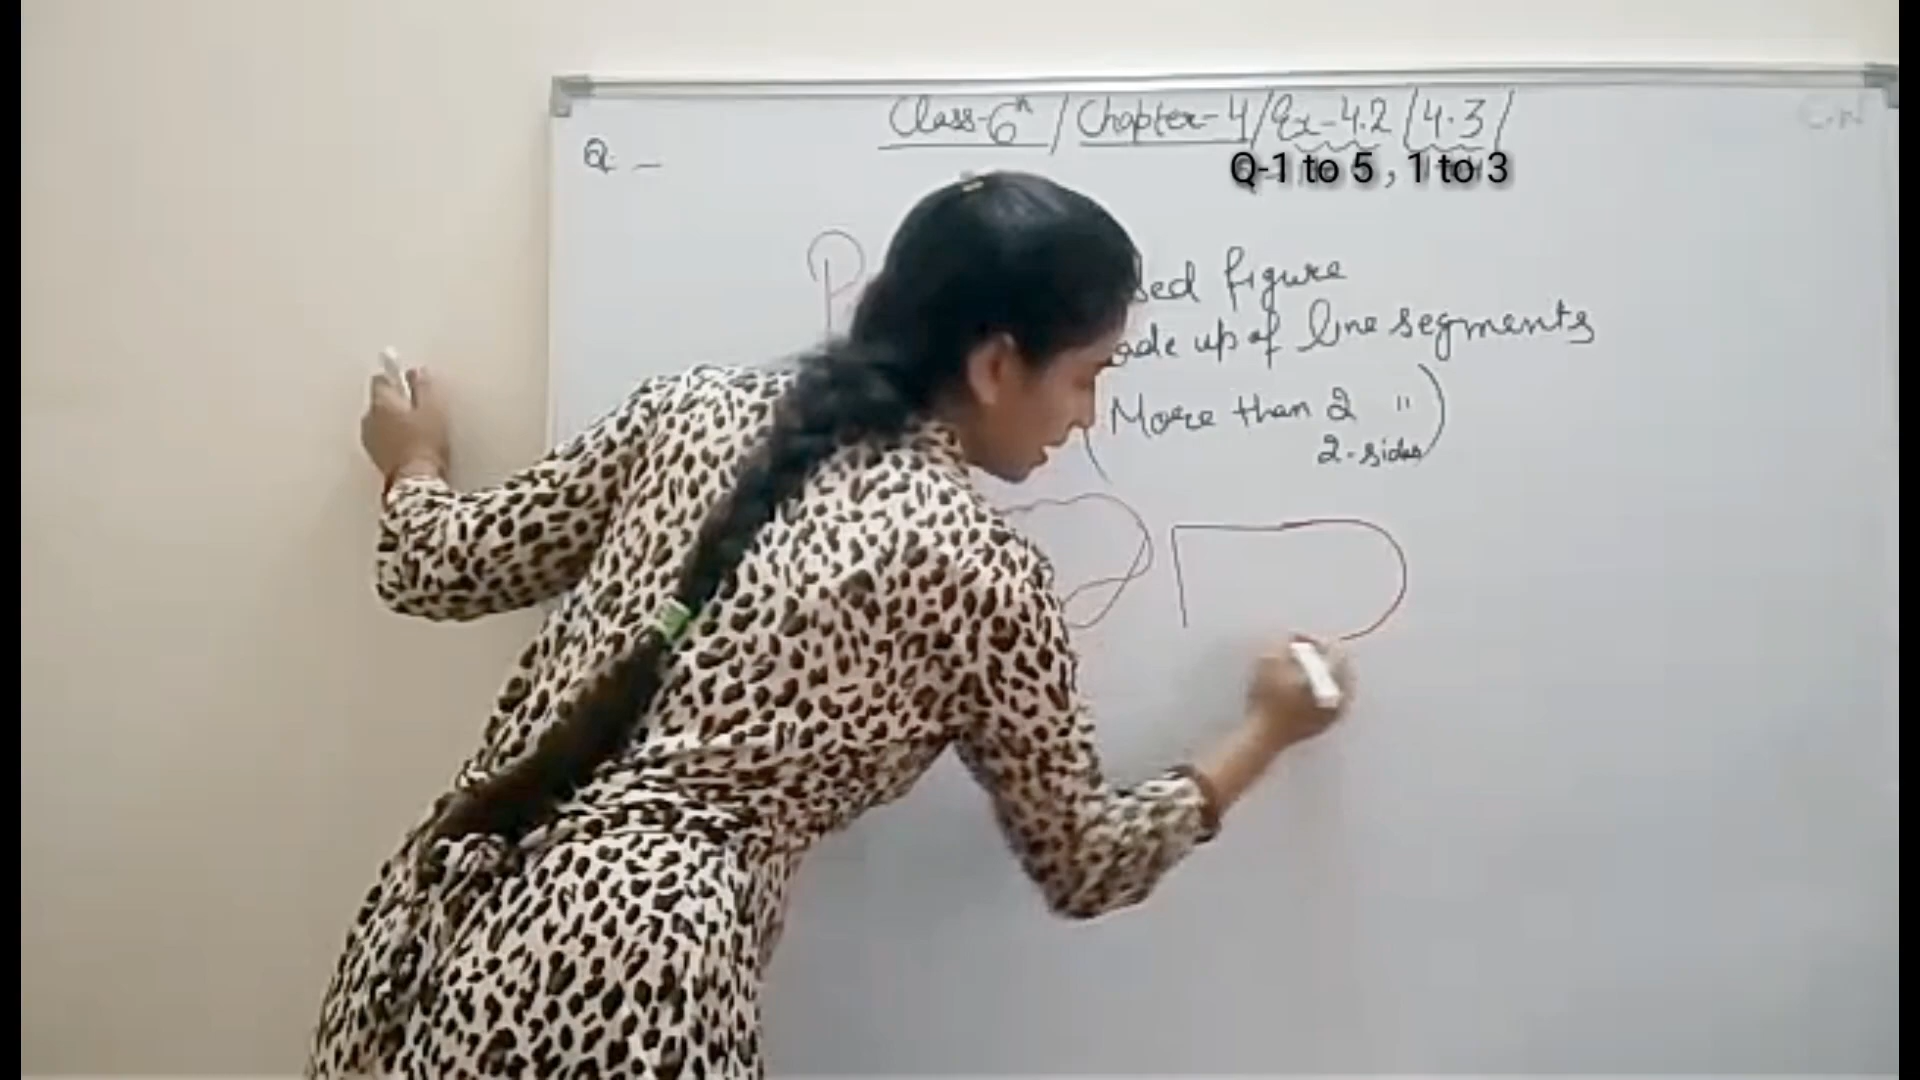 Class-6th / Chapter-4 / Ex-4.2 / 4.3 /
Q-1 to 5 , 1 to 3
Q. -
figure
up of line segments
More than 2 " )
2-sides